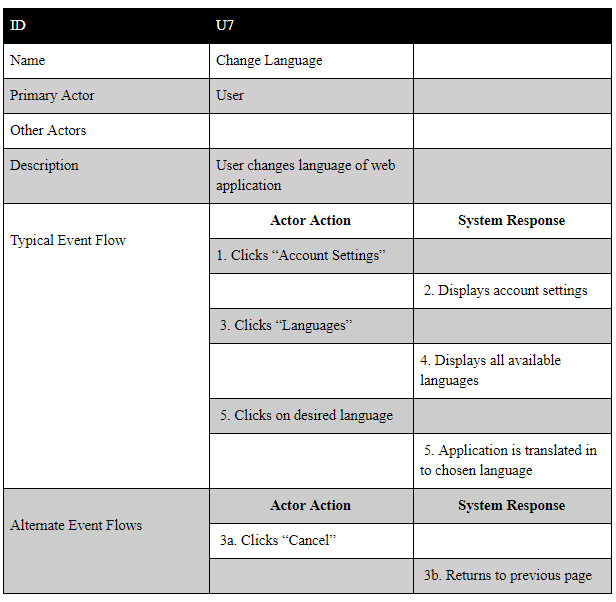 ID U7
Name Change Language
Primary Actor User
Other Actors
Description User changes language of web
application
Typical Event Flow
Actor Action System Response
1. Clicks “Account Settings”
2. Displays account settings
3. Clicks “Languages”
4. Displays all available
languages
5. Clicks on desired language
5. Application is translated in
to chosen language
Alternate Event Flows
Actor Action System Response
3a. Clicks “Cancel”
3b. Returns to previous page